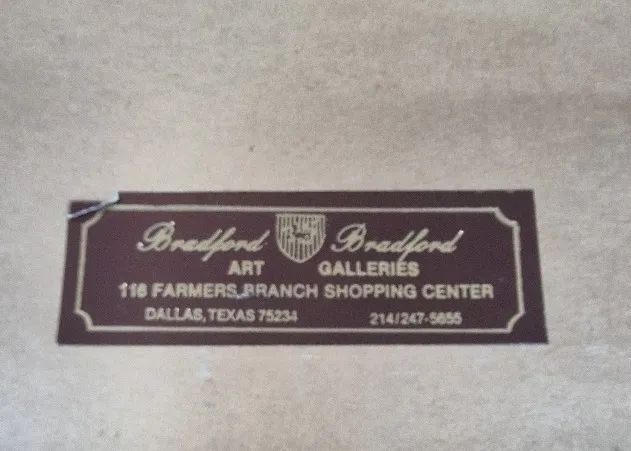 Bradford Bradford
ART GALLERIES
118 FARMERS BRANCH SHOPPING CENTER
DALLAS, TEXAS 75234 214/247-5655